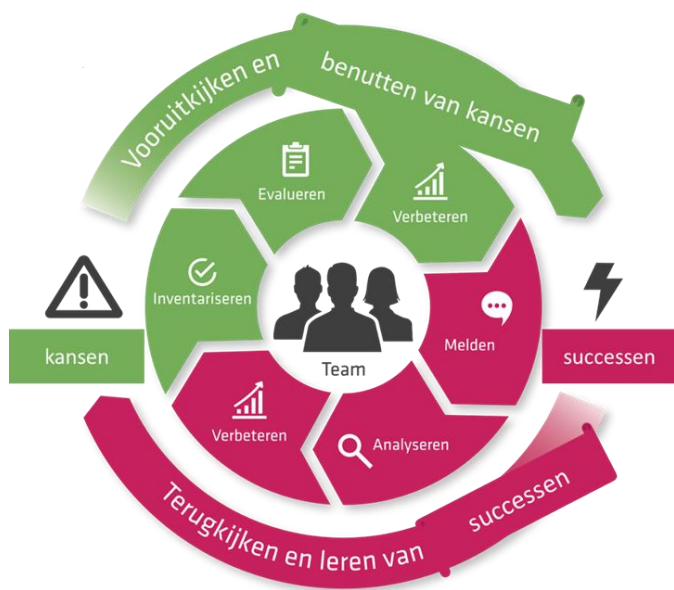 Vooruitkijken en
benutten van kansen
Evalueren
Verbeteren
Inventariseren
Melden
kansen
Team
successen
Verbeteren
Analyseren
Terugkijken en leren van
successen